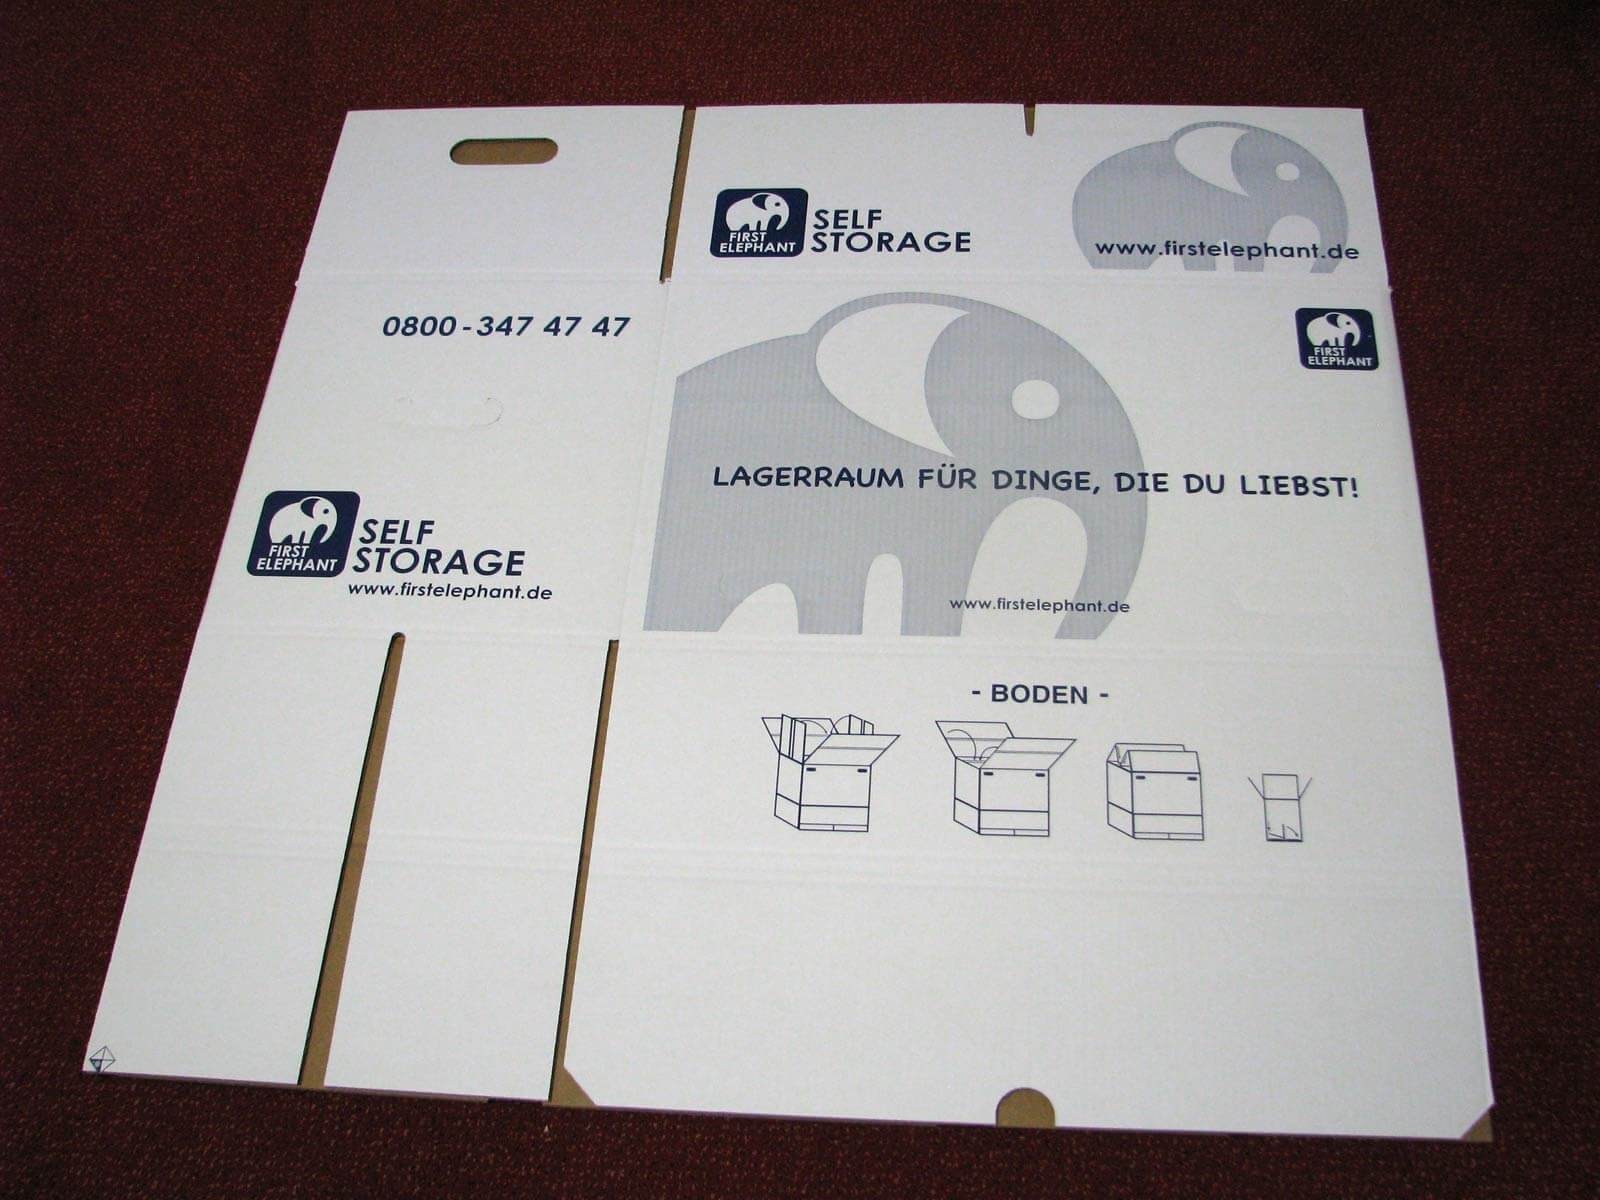 FIRST
ELEPHANT
SELF
STORAGE
www.firstelephant.de
0800 - 347 47 47
FIRST
ELEPHANT
LAGERRAUM FÜR DINGE, DIE DU LIEBST!
FIRST
ELEPHANT
SELF
STORAGE
www.firstelephant.de
www.firstelephant.de
- BODEN -